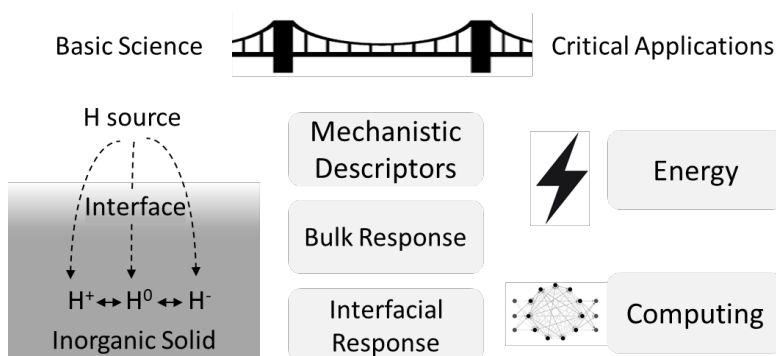 Basic Science
Critical Applications
H source
Interface
H⁺ ↔ H⁰ ↔ H⁻
Inorganic Solid
Mechanistic
Descriptors
Bulk Response
Interfacial
Response
Energy
Computing